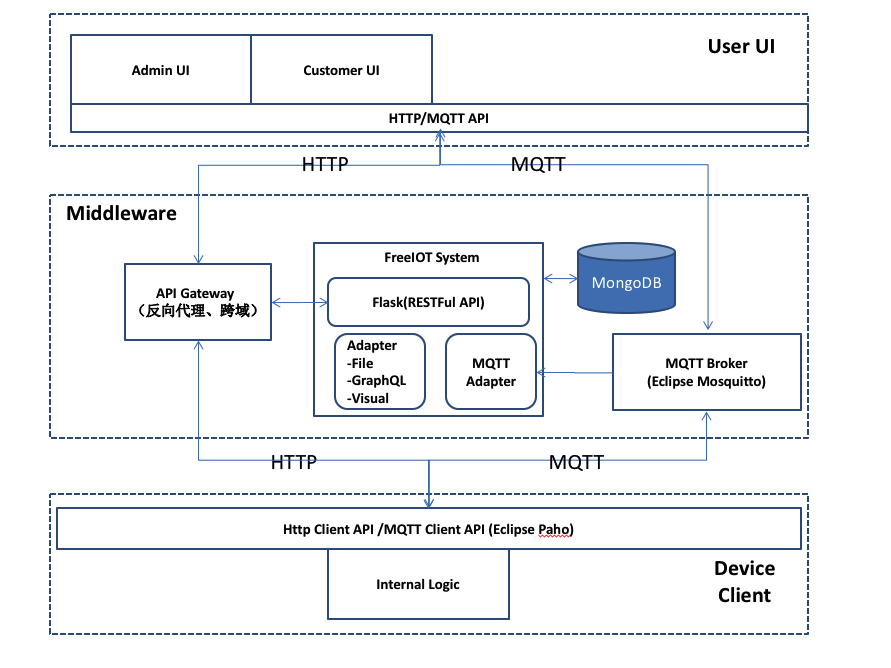 User UI
Admin UI
Customer UI
HTTP/MQTT API
HTTP
MQTT
Middleware
FreeIOT System
API Gateway
（反向代理、跨域）
Flask(RESTFul API)
MongoDB
Adapter
-File
-GraphQL
-Visual
MQTT
Adapter
MQTT Broker
(Eclipse Mosquitto)
HTTP
MQTT
Http Client API /MQTT Client API (Eclipse Paho)
Internal Logic
Device
Client